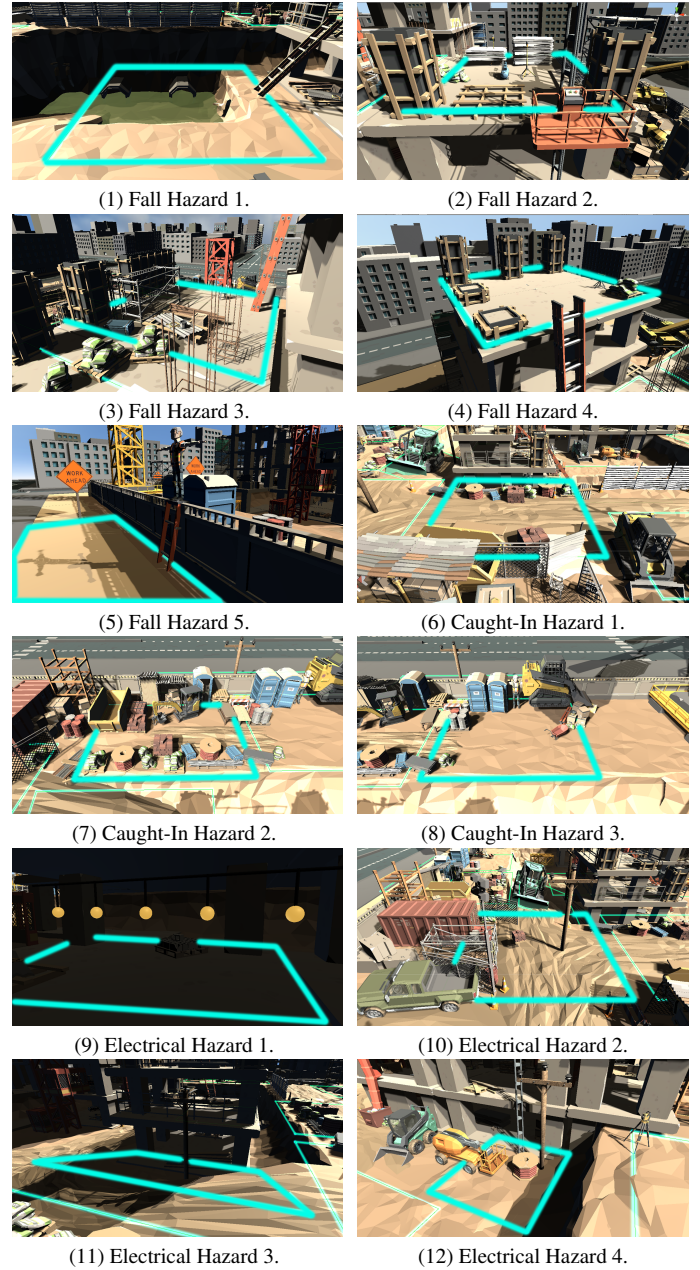 (1) Fall Hazard 1.
(2) Fall Hazard 2.
(3) Fall Hazard 3.
(4) Fall Hazard 4.
WORK
AHEAD
(5) Fall Hazard 5.
(6) Caught-In Hazard 1.
(7) Caught-In Hazard 2.
(8) Caught-In Hazard 3.
(9) Electrical Hazard 1.
(10) Electrical Hazard 2.
(11) Electrical Hazard 3.
(12) Electrical Hazard 4.